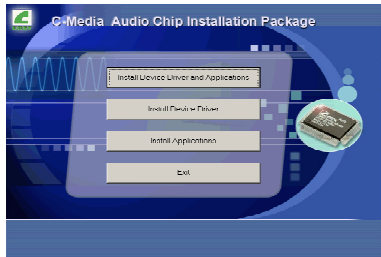 C-Media Audio Chip Installation Package
Install Device Driver and Applications
Install Device Driver
Install Applications
Exit